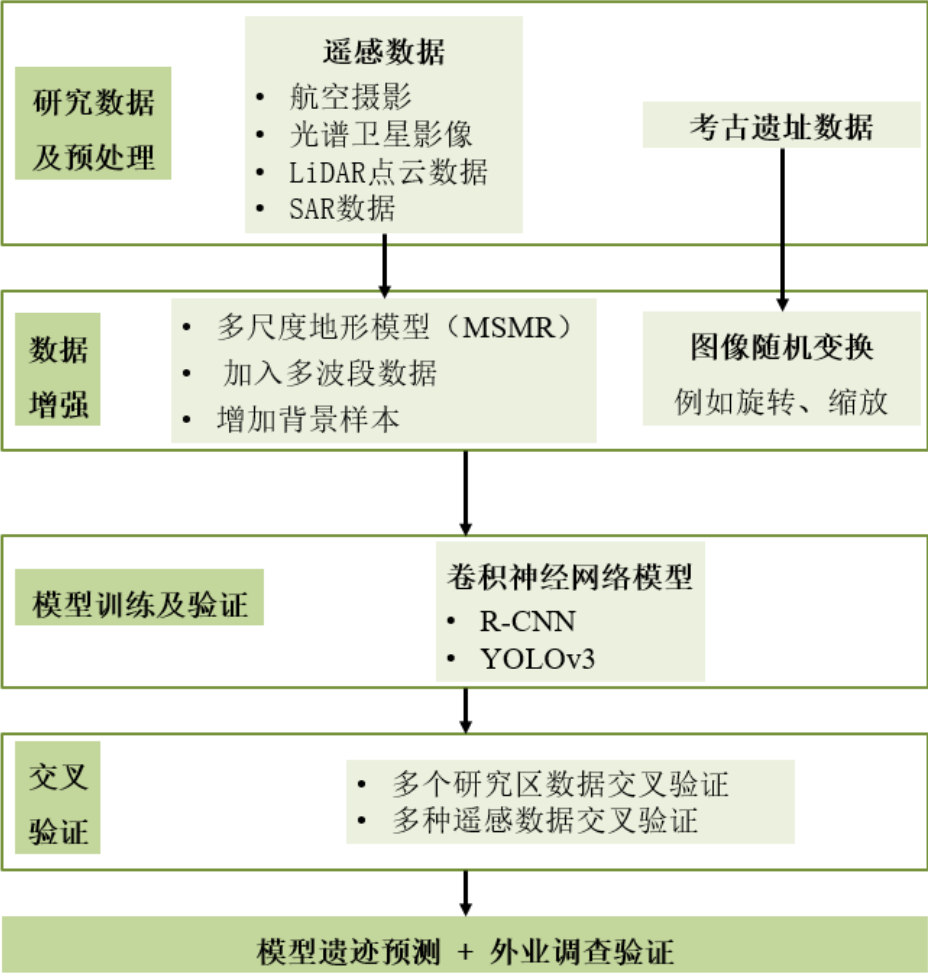 研究数据
及预处理
遥感数据
• 航空摄影
• 光谱卫星影像
• LiDAR点云数据
• SAR数据
考古遗址数据
数据
增强
• 多尺度地形模型（MSMR）
• 加入多波段数据
• 增加背景样本
图像随机变换
例如旋转、缩放
模型训练及验证
卷积神经网络模型
• R-CNN
• YOLOv3
交叉
验证
• 多个研究区数据交叉验证
• 多种遥感数据交叉验证
模型遗迹预测 + 外业调查验证